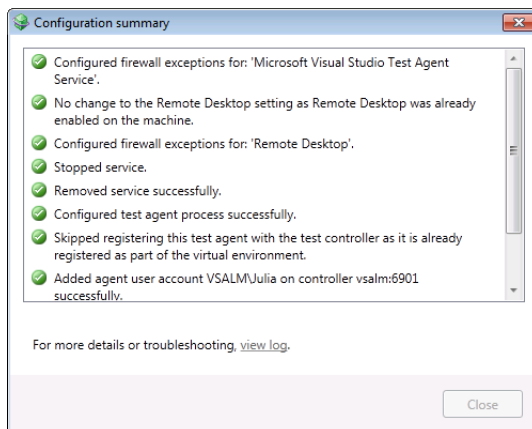 Configuration summary
Configured firewall exceptions for: 'Microsoft Visual Studio Test Agent
Service'.
No change to the Remote Desktop setting as Remote Desktop was already
enabled on the machine.
Configured firewall exceptions for: 'Remote Desktop'.
Stopped service.
Removed service successfully.
Configured test agent process successfully.
Skipped registering this test agent with the test controller as it is already
registered as part of the virtual environment.
Added agent user account VSALM\Julia on controller vsalm:6901
successfully.
For more details or troubleshooting, view log.
Close